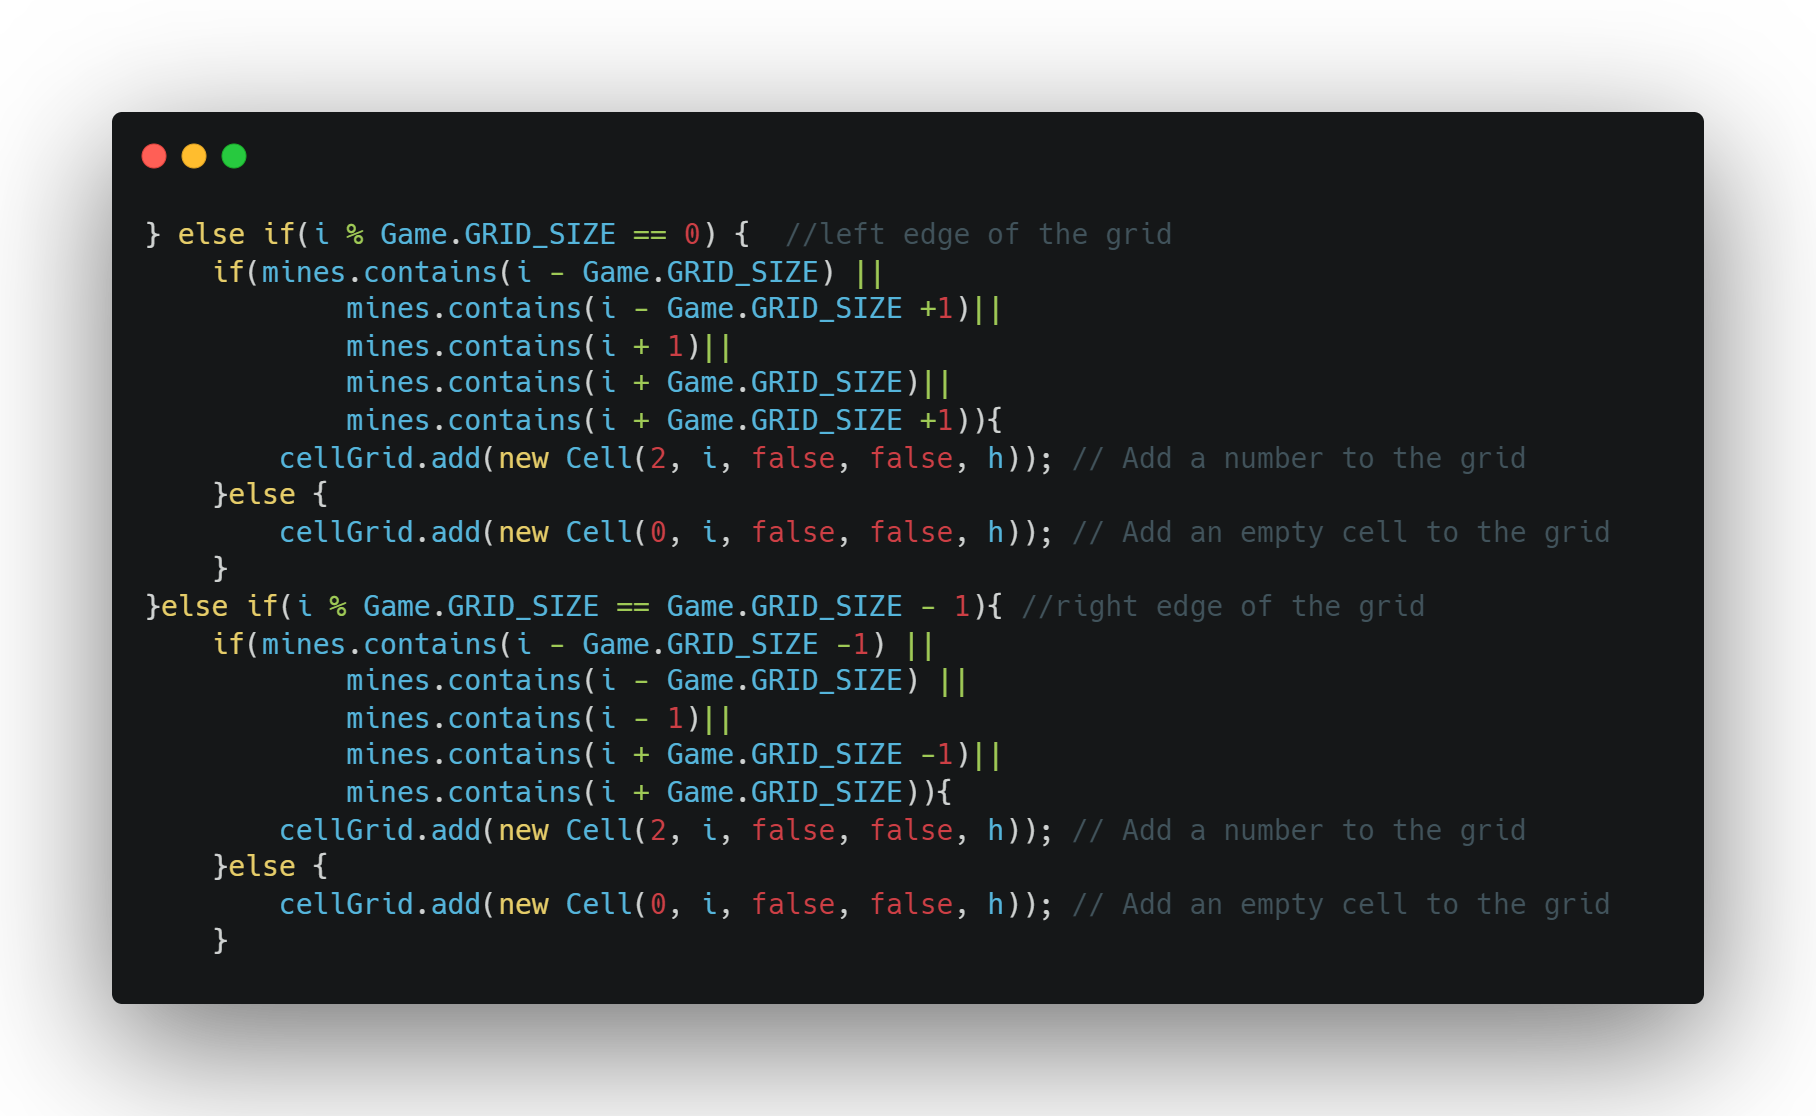 } else if(i % Game.GRID_SIZE == 0) {  //left edge of the grid
    if(mines.contains(i - Game.GRID_SIZE) ||
            mines.contains(i - Game.GRID_SIZE +1)||
            mines.contains(i + 1)||
            mines.contains(i + Game.GRID_SIZE)||
            mines.contains(i + Game.GRID_SIZE +1)){
        cellGrid.add(new Cell(2, i, false, false, h)); // Add a number to the grid
    }else {
        cellGrid.add(new Cell(0, i, false, false, h)); // Add an empty cell to the grid
    }
}else if(i % Game.GRID_SIZE == Game.GRID_SIZE - 1){ //right edge of the grid
    if(mines.contains(i - Game.GRID_SIZE -1) ||
            mines.contains(i - Game.GRID_SIZE) ||
            mines.contains(i - 1)||
            mines.contains(i + Game.GRID_SIZE -1)||
            mines.contains(i + Game.GRID_SIZE)){
        cellGrid.add(new Cell(2, i, false, false, h)); // Add a number to the grid
    }else {
        cellGrid.add(new Cell(0, i, false, false, h)); // Add an empty cell to the grid
    }